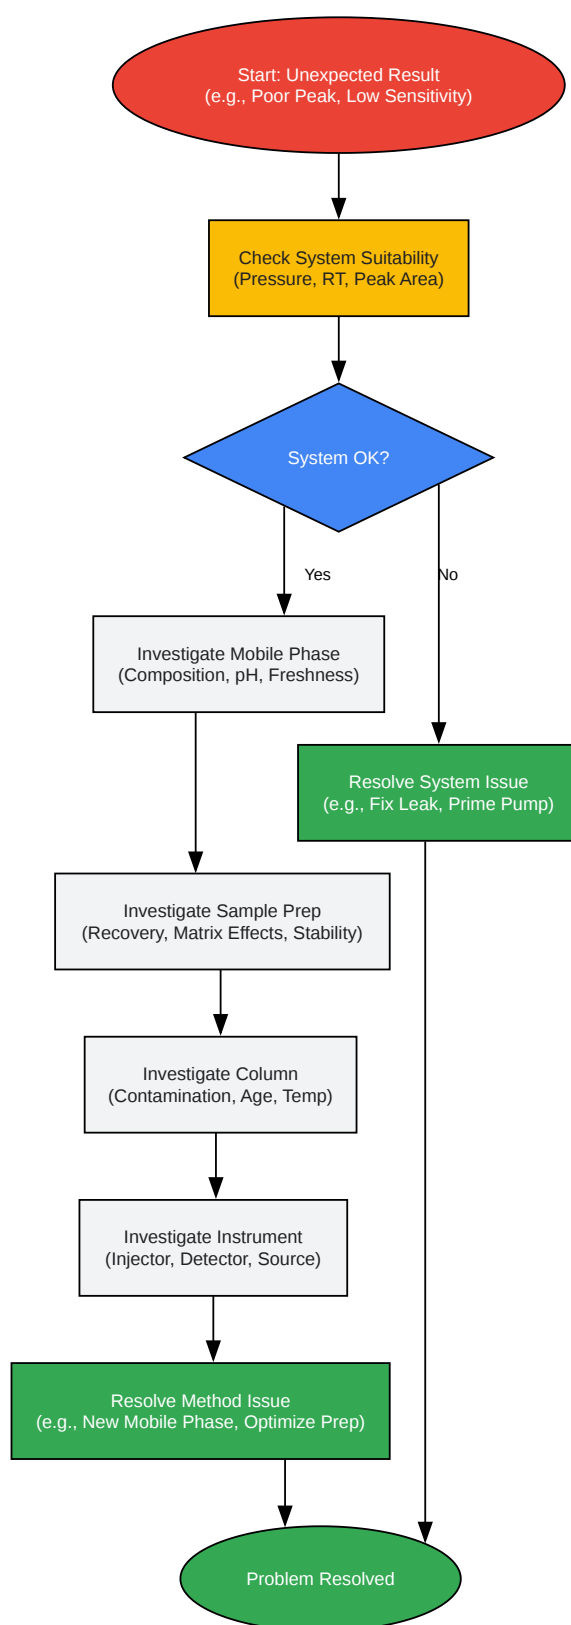 Start: Unexpected Result
(e.g., Poor Peak, Low Sensitivity)
Check System Suitability
(Pressure, RT, Peak Area)
System OK?
Yes
No
Investigate Mobile Phase
(Composition, pH, Freshness)
Resolve System Issue
(e.g., Fix Leak, Prime Pump)
Investigate Sample Prep
(Recovery, Matrix Effects, Stability)
Investigate Column
(Contamination, Age, Temp)
Investigate Instrument
(Injector, Detector, Source)
Resolve Method Issue
(e.g., New Mobile Phase, Optimize Prep)
Problem Resolved